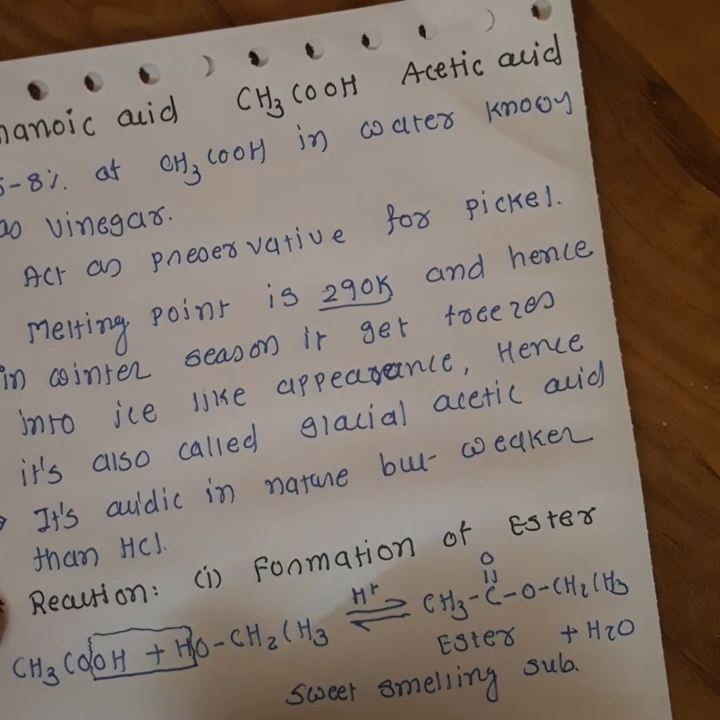 nanoic acid CH3COOH Acetic acid
5-8% of CH3COOH in water known
as vinegar.
Act as preservative for pickel.
Melting point is 290K and hence
in winter season it get freezes
into ice like appearance, Hence
it's also called glacial acetic acid
→ It's acidic in nature but weaker
than HCl.
Reaction: (i) Formation of Ester
CH3COOH + HO-CH2CH3 H+ ⇌ CH3-C(=O)-O-CH2CH3
Ester + H2O
Sweet smelling sub.